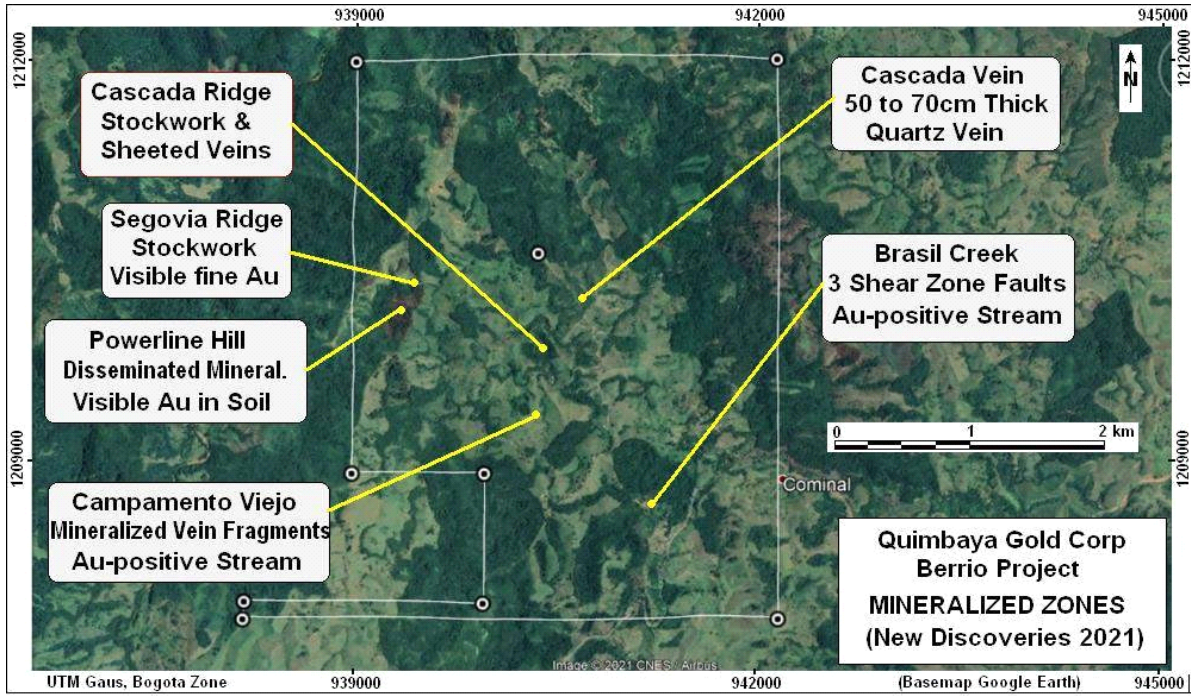 939000
942000
945000
1212000
1212000
N
Cascada Ridge
Stockwork &
Sheeted Veins
Cascada Vein
50 to 70cm Thick
Quartz Vein
Segovia Ridge
Stockwork
Visible fine Au
Brasil Creek
3 Shear Zone Faults
Au-positive Stream
Powerline Hill
Disseminated Mineral.
Visible Au in Soil
0 1 2 km
1209000
1209000
Cominal
Campamento Viejo
Mineralized Vein Fragments
Au-positive Stream
Quimbaya Gold Corp
Berrio Project
MINERALIZED ZONES
(New Discoveries 2021)
Image © 2021 CNES / Airbus
UTM Gaus, Bogota Zone
939000
942000
(Basemap Google Earth)
945000